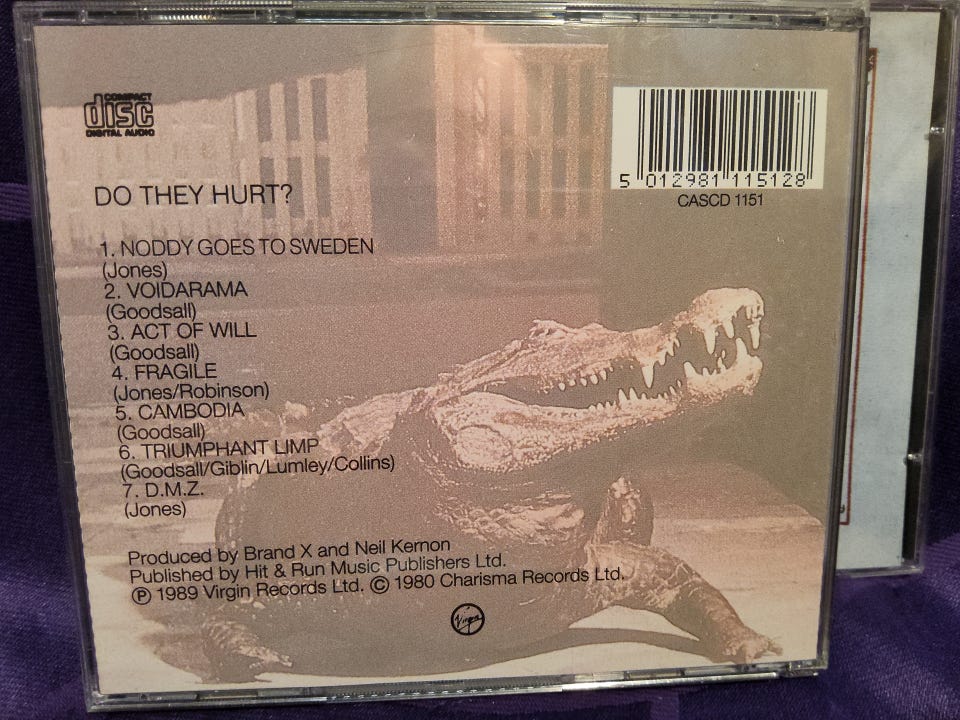 COMPACT
disc
DIGITAL AUDIO
5 012981 115128
CASCD 1151
DO THEY HURT?
1. NODDY GOES TO SWEDEN
(Jones)
2. VOIDARAMA
(Goodsall)
3. ACT OF WILL
(Goodsall)
4. FRAGILE
(Jones/Robinson)
5. CAMBODIA
(Goodsall)
6. TRIUMPHANT LIMP
(Goodsall/Giblin/Lumley/Collins)
7. D.M.Z.
(Jones)
Produced by Brand X and Neil Kernon
Published by Hit & Run Music Publishers Ltd.
℗ 1989 Virgin Records Ltd. © 1980 Charisma Records Ltd.
Virgin